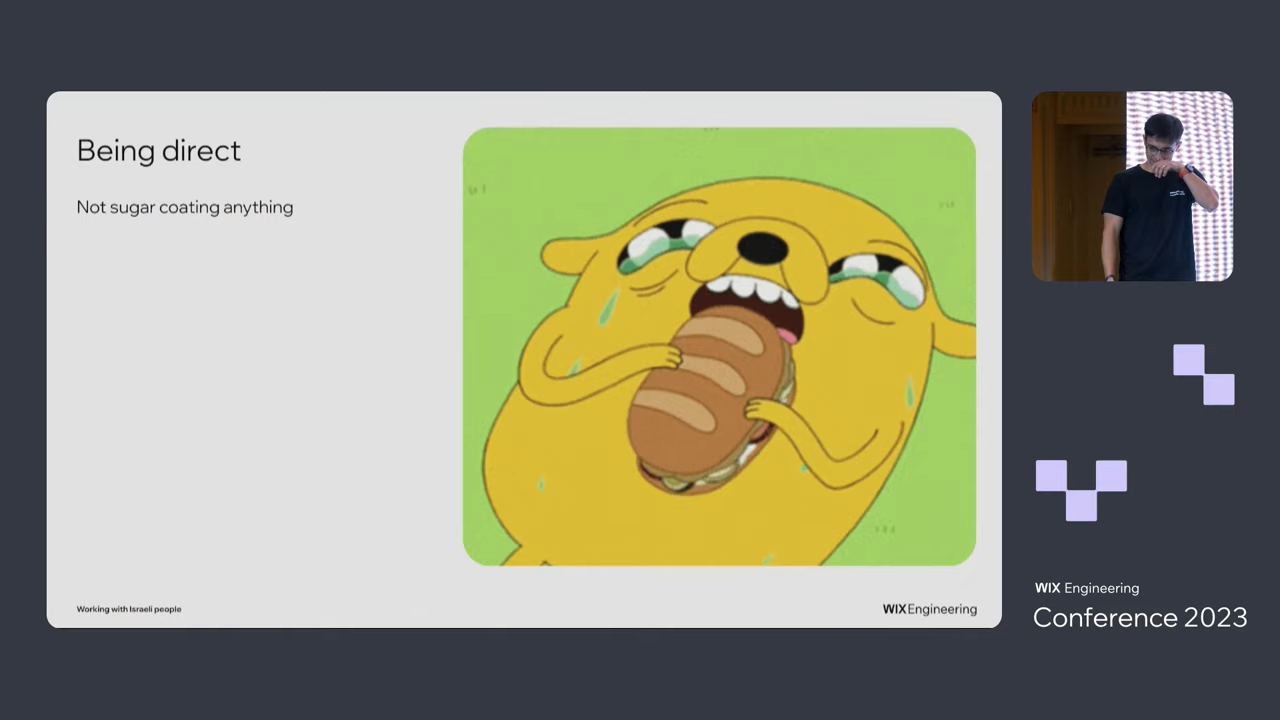 Being direct
Not sugar coating anything
Working with Israeli people
WIX Engineering
WIX Engineering
Conference 2023